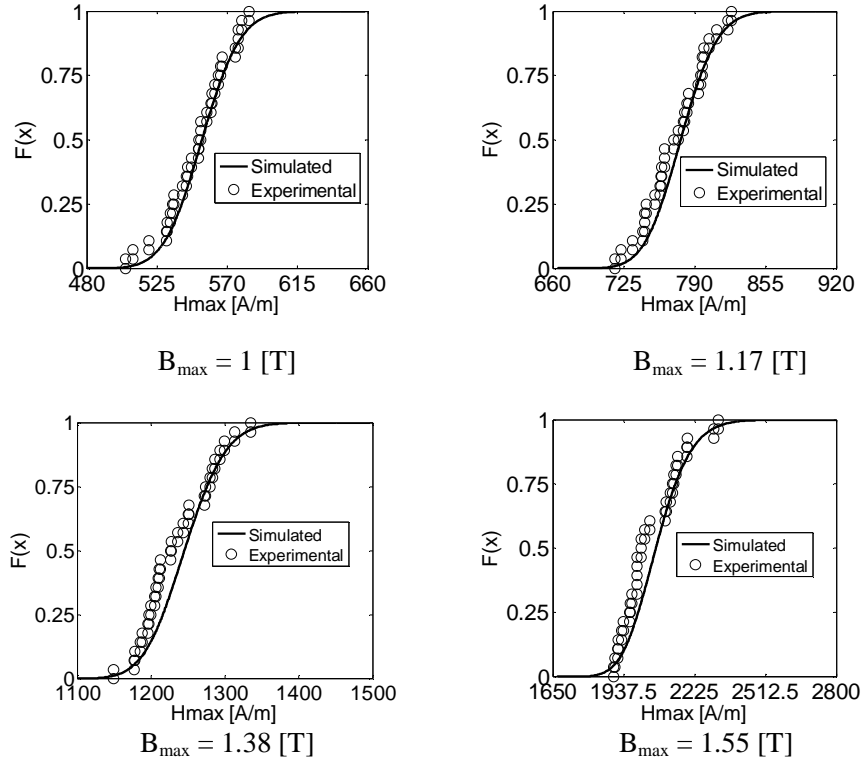 1
0.75
F(x)
0.5
0.25
0
Simulated
Experimental
480 525 570 615 660
Hmax [A/m]
B_max = 1 [T]
1
0.75
F(x)
0.5
0.25
0
Simulated
Experimental
660 725 790 855 920
Hmax [A/m]
B_max = 1.17 [T]
1
0.75
F(x)
0.5
0.25
0
Simulated
Experimental
1100 1200 1300 1400 1500
Hmax [A/m]
B_max = 1.38 [T]
1
0.75
F(x)
0.5
0.25
0
Simulated
Experimental
1650 1937.5 2225 2512.5 2800
Hmax [A/m]
B_max = 1.55 [T]